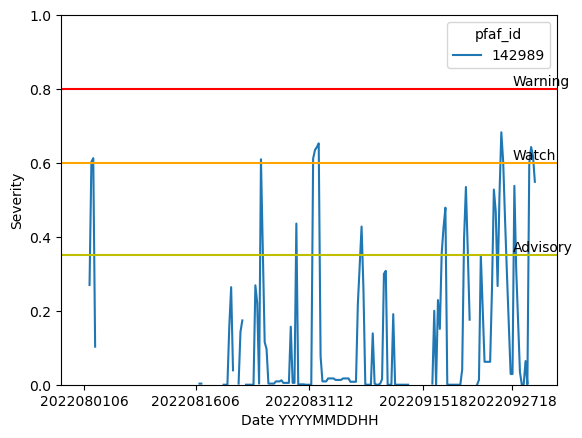 pfaf_id
142989
1.0
0.8
0.6
0.4
0.2
0.0
Severity
Warning
Watch
Advisory
2022080106
2022081606
2022083112
2022091518
2022092718
Date YYYYMMDDHH